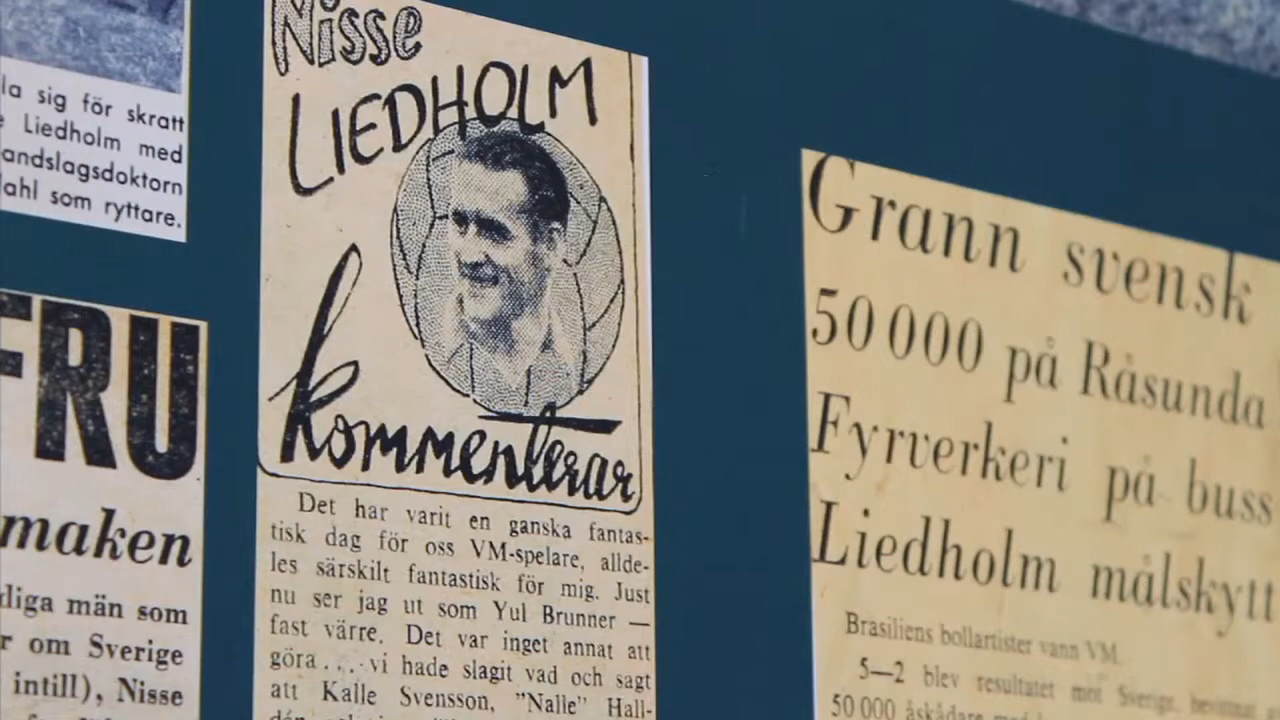 la sig för skratt
Liedholm med
andslagsdoktorn
ahl som ryttare.
FRU
maken
diga män som
r om Sverige
intill), Nisse
Nisse
LIEDHOLM
kommenterar
Det har varit en ganska fantas-
tisk dag för oss VM-spelare, allde-
les särskilt fantastisk för mig. Just
nu ser jag ut som Yul Brunner —
fast värre. Det var inget annat att
göra....vi hade slagit vad och sagt
att Kalle Svensson, ”Nalle” Hall-
Grann svensk
50 000 på Råsunda
Fyrverkeri på buss
Liedholm målskytt
Brasiliens bollartister vann VM.
5—2 blev resultatet mot Sverige,
50 000 åskådare